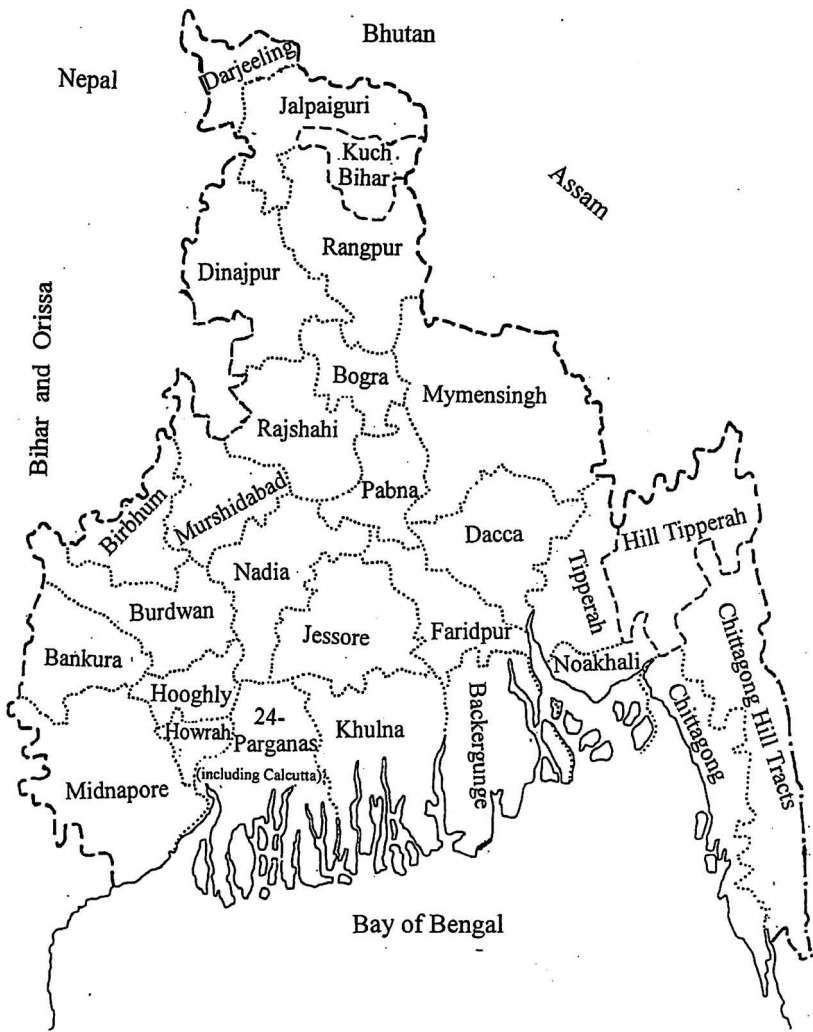 Bhutan
Nepal
Darjeeling
Jalpaiguri
Kuch
Bihar
Assam
Rangpur
Dinajpur
Bihar and Orissa
Bogra
Mymensingh
Rajshahi
Pabna
Birbhum
Murshidabad
Dacca
Hill Tipperah
Tipperah
Nadia
Burdwan
Jessore
Faridpur
Bankura
Noakhali
Chittagong Hill Tracts
Hooghly
24-
Parganas
(including Calcutta)
Howrah
Khulna
Backergunge
Chittagong
Midnapore
Bay of Bengal